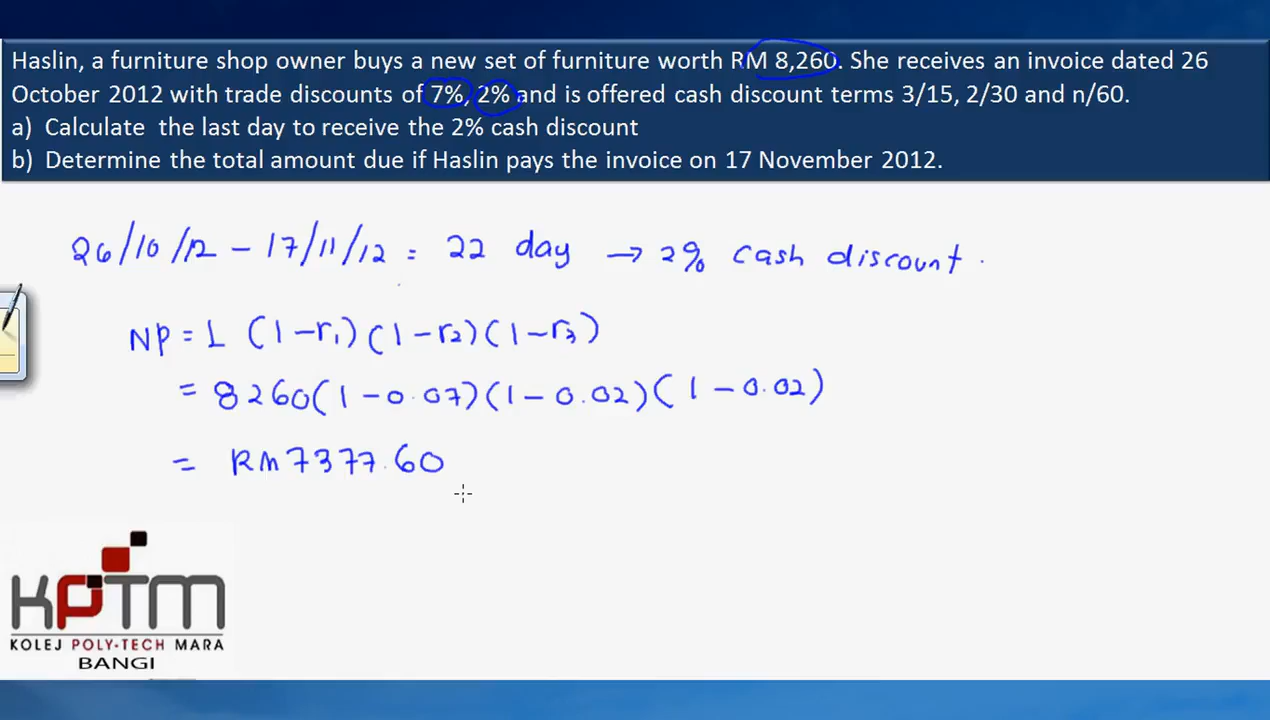 Haslin, a furniture shop owner buys a new set of furniture worth RM 8,260. She receives an invoice dated 26
October 2012 with trade discounts of 7%, 2% and is offered cash discount terms 3/15, 2/30 and n/60.
a) Calculate the last day to receive the 2% cash discount
b) Determine the total amount due if Haslin pays the invoice on 17 November 2012.
26/10/12 - 17/11/12 = 22 day → 2% cash discount.
NP = L (1-r1)(1-r2)(1-r3)
= 8260(1-0.07)(1-0.02)(1-0.02)
= RM7377.60
KPTM
KOLEJ POLY-TECH MARA
BANGI